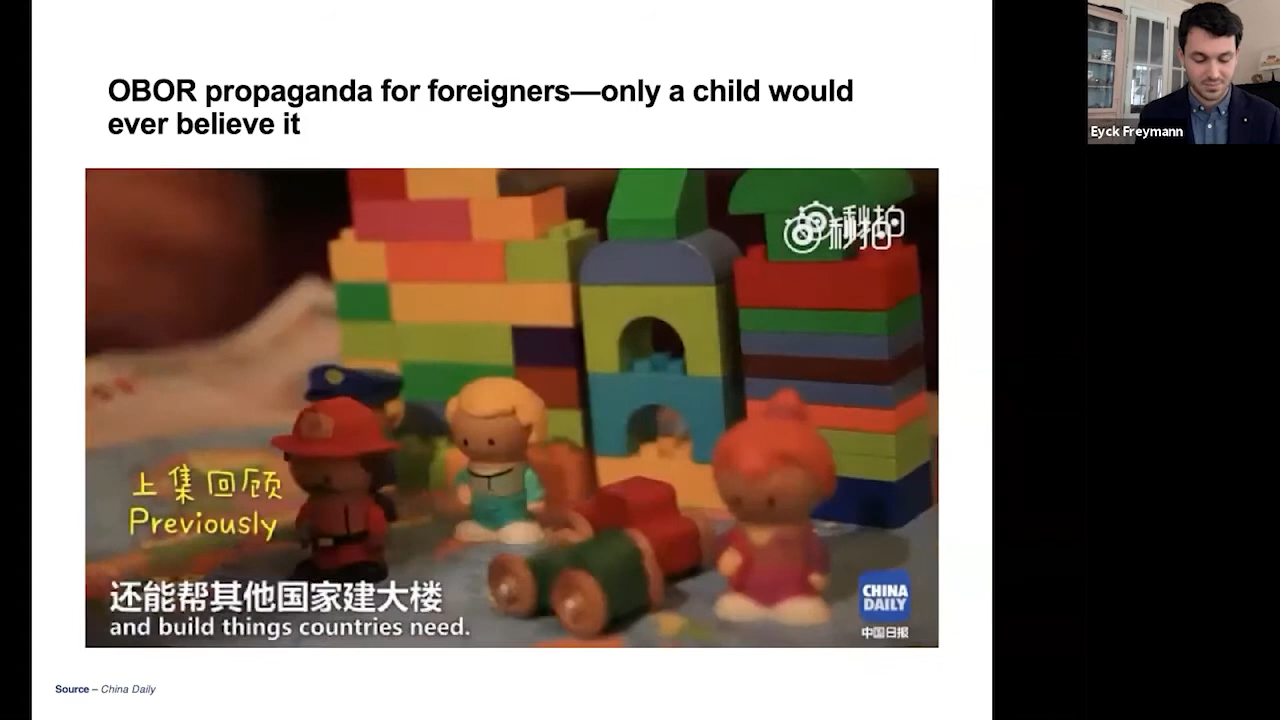 OBOR propaganda for foreigners—only a child would
ever believe it
Eyck Freymann
秒拍
秒拍
上集回顾
Previously
还能帮其他国家建大楼
and build things countries need.
CHINA
DAILY
中国日报
Source – China Daily